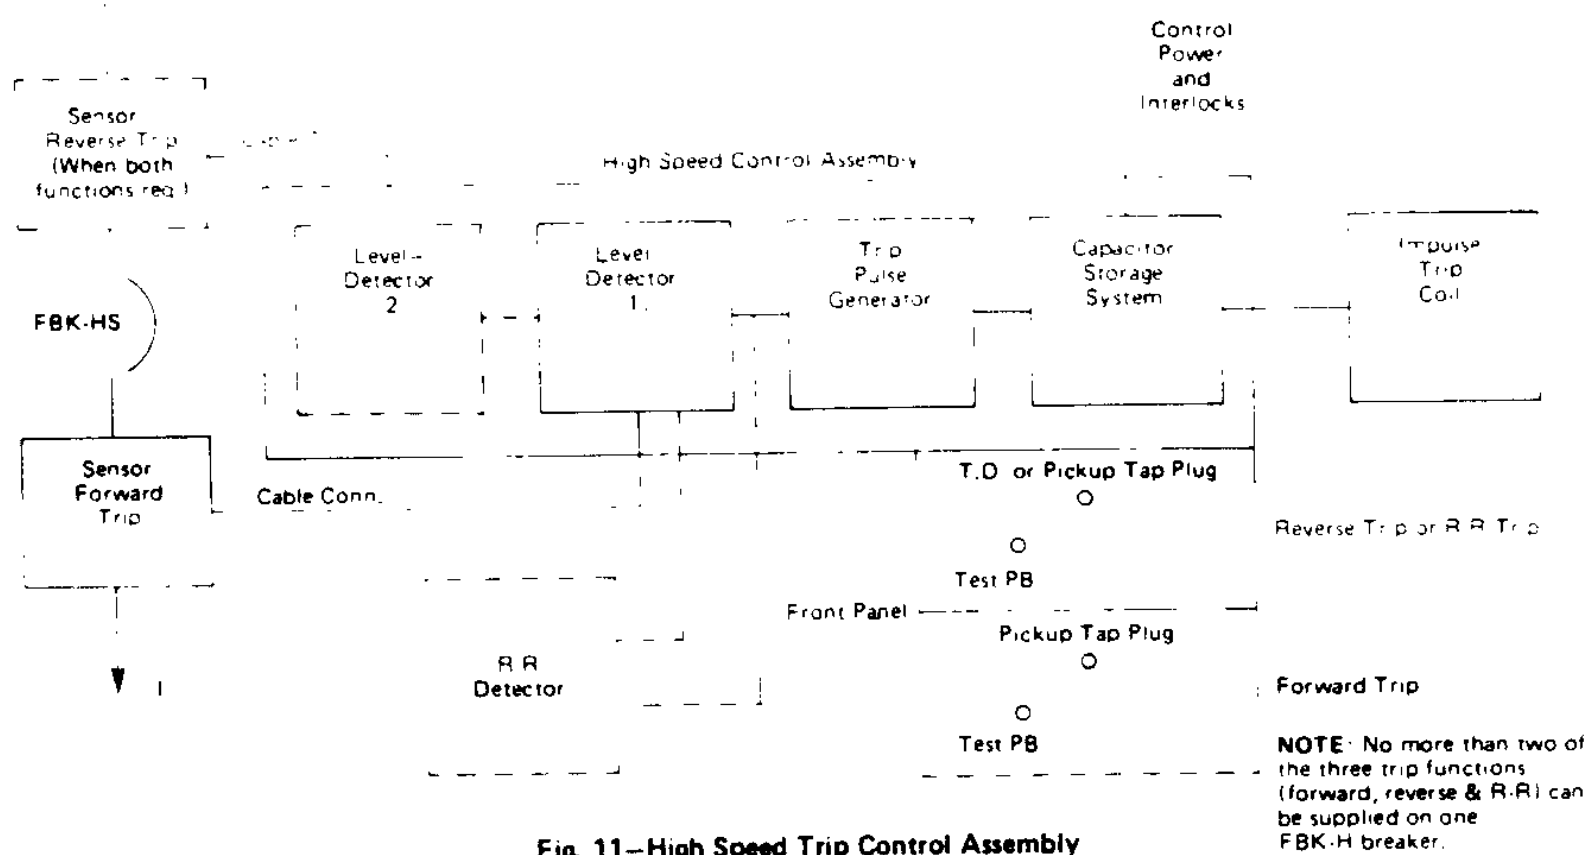 Control
Power
and
Interlocks
Sensor
Reverse Trip
(When both
functions req.)
High Speed Control Assembly
Level-
Detector
2
Level
Detector
1.
Trip
Pulse
Generator
Capacitor
Storage
System
Impulse
Trip
Coil
FBK-HS
Sensor
Forward
Trip
Cable Conn.
T.D. or Pickup Tap Plug
Reverse Trip or R.R. Trip
Test PB
Front Panel
Pickup Tap Plug
R.R.
Detector
I
Forward Trip
Test PB
NOTE: No more than two of
the three trip functions
(forward, reverse & R-R) can
be supplied on one
FBK-H breaker.
Fig. 11—High Speed Trip Control Assembly